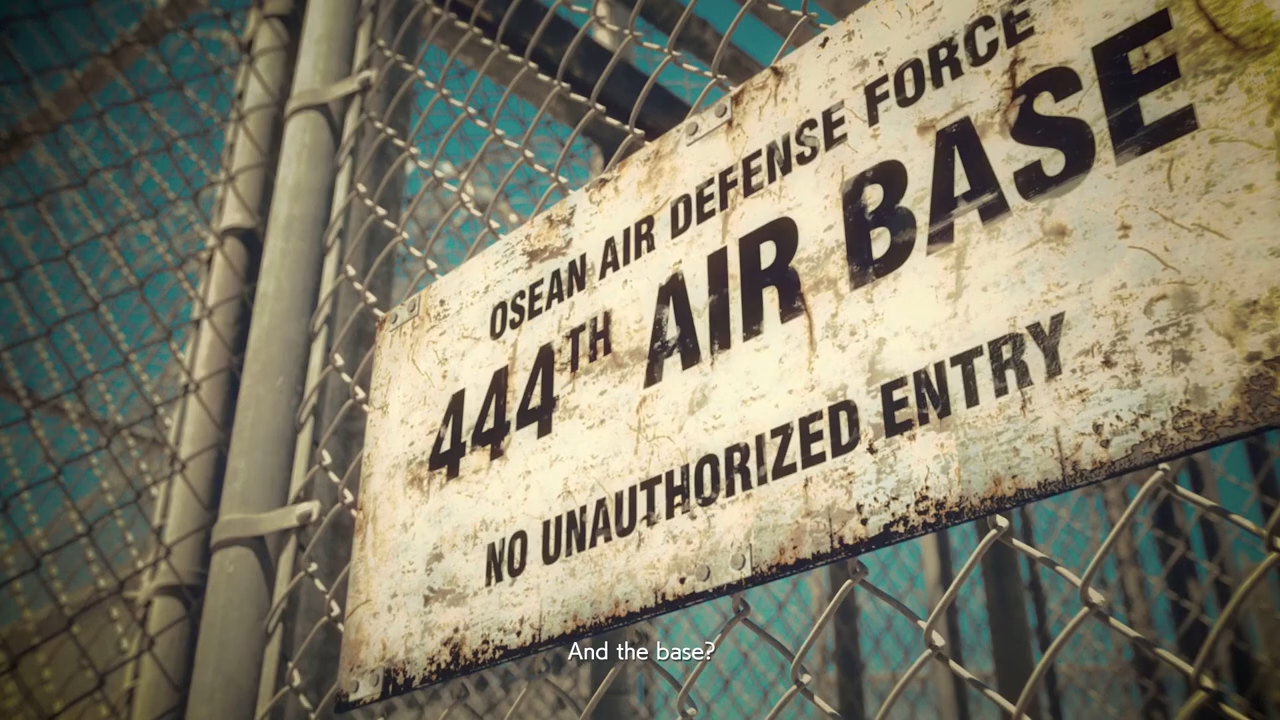 OSEAN AIR DEFENSE FORCE
444TH AIR BASE
NO UNAUTHORIZED ENTRY
And the base?